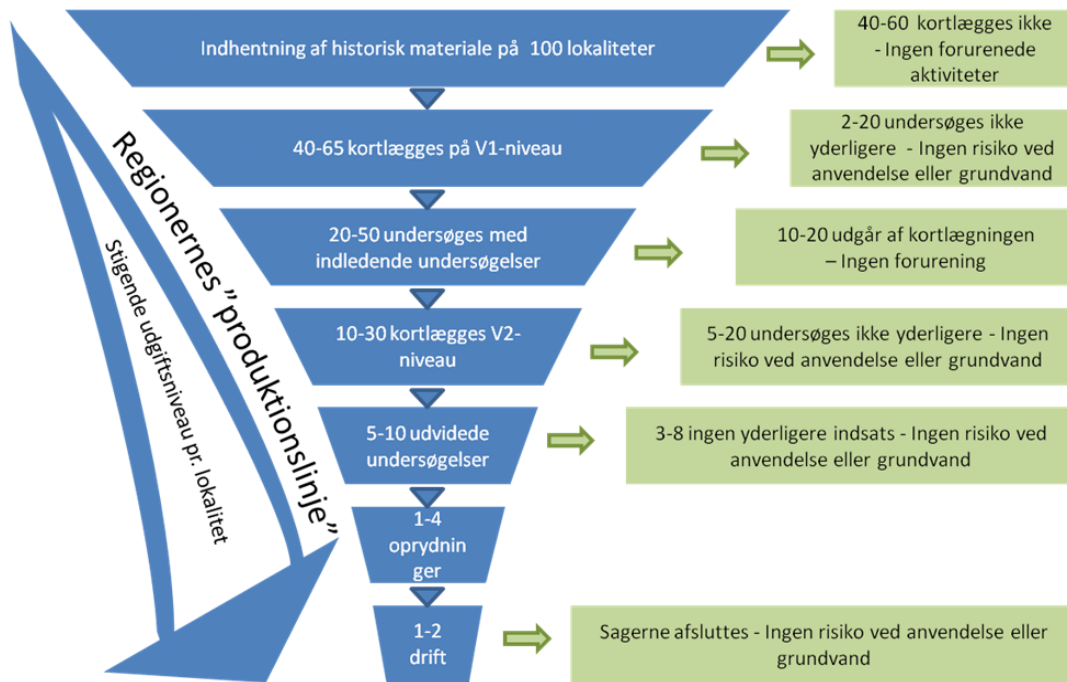 Indhentning af historisk materiale på 100 lokaliteter
40-60 kortlægges ikke
- Ingen forurenede
aktiviteter
40-65 kortlægges på V1-niveau
2-20 undersøges ikke
yderligere - Ingen risiko ved
anvendelse eller grundvand
20-50 undersøges med
indledende undersøgelser
10-20 udgår af kortlægningen
– Ingen forurening
10-30 kortlægges V2-
niveau
5-20 undersøges ikke yderligere - Ingen
risiko ved anvendelse eller grundvand
5-10 udvidede
undersøgelser
3-8 ingen yderligere indsats - Ingen risiko ved
anvendelse eller grundvand
1-4
oprydnin
ger
1-2
drift
Sagerne afsluttes - Ingen risiko ved anvendelse eller
grundvand
Regionernes ”produktionslinje”
Stigende udgiftsniveau pr. lokalitet